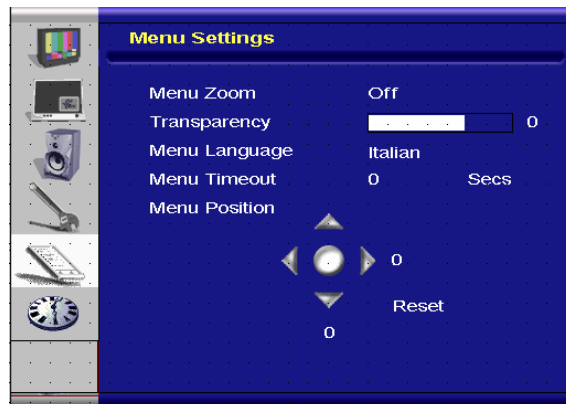 Menu Settings
Menu Zoom Off
Transparency 0
Menu Language Italian
Menu Timeout 0 Secs
Menu Position
0
Reset
0